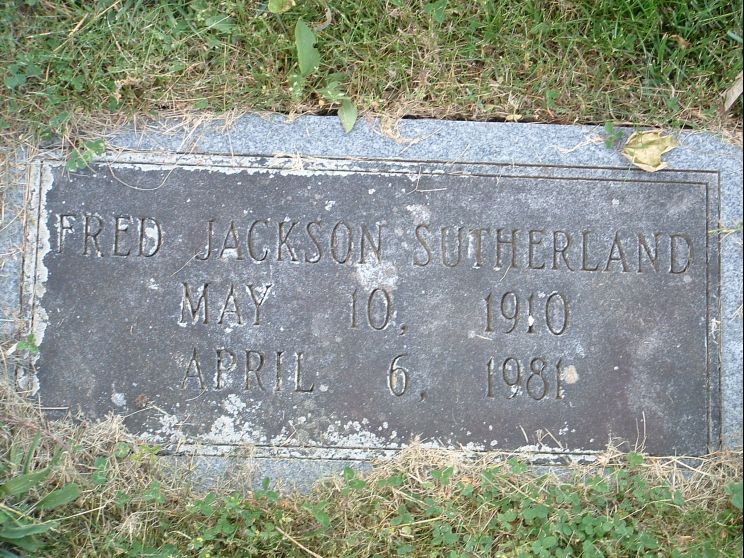 FRED JACKSON SUTHERLAND
MAY 10, 1910
APRIL 6, 1981